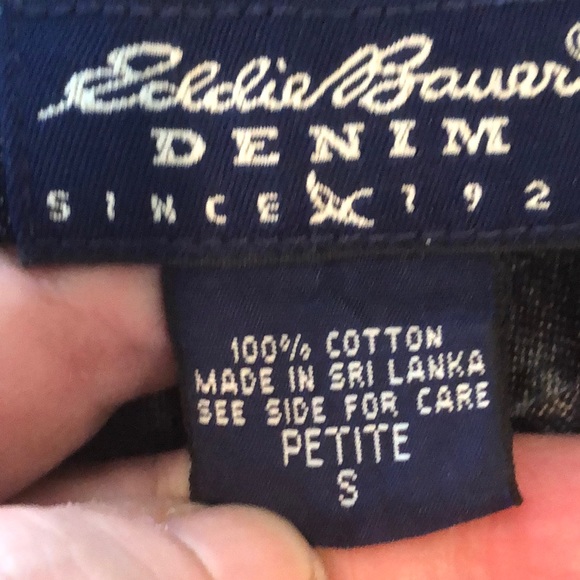 Eddie Bauer®
DENIM
SINCE 192
100% COTTON
MADE IN SRI LANKA
SEE SIDE FOR CARE
PETITE
S